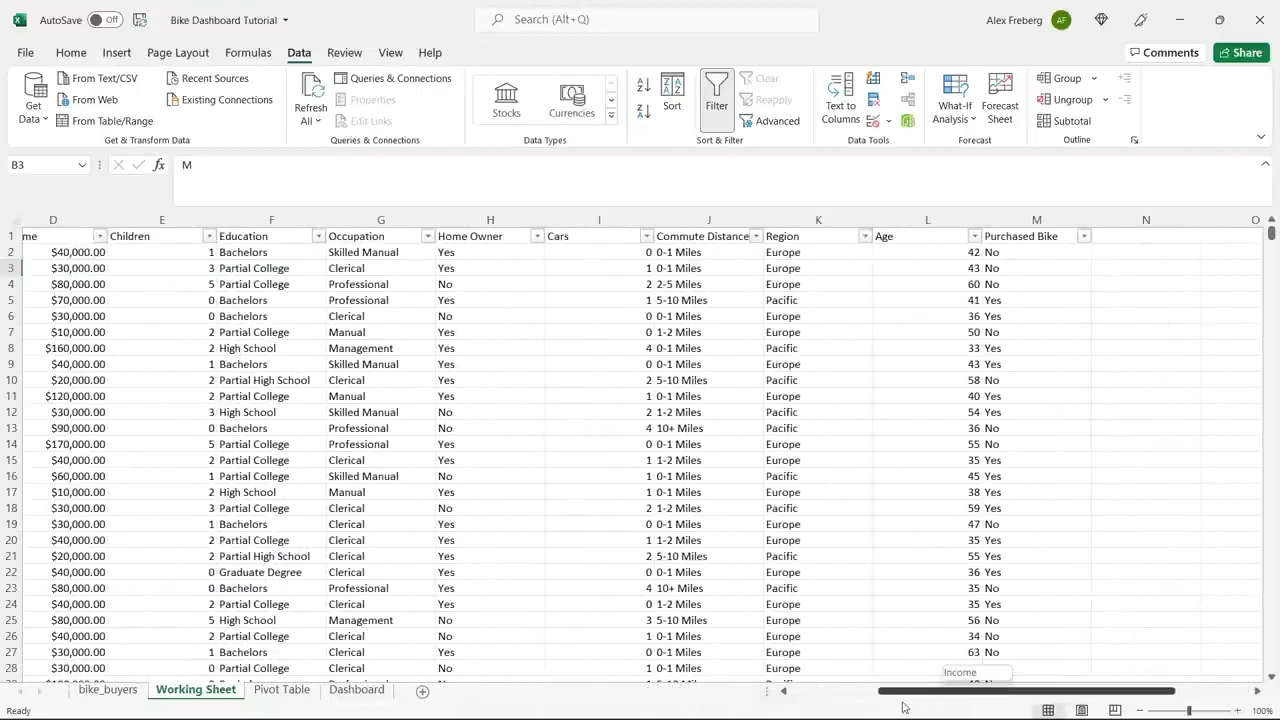 AutoSave Off Bike Dashboard Tutorial Search (Alt+Q) Alex Freberg AF
File Home Insert Page Layout Formulas Data Review View Help Comments Share
Get Data From Text/CSV From Web From Table/Range Recent Sources Existing Connections
Get & Transform Data
Refresh All Queries & Connections Properties Edit Links
Queries & Connections
Stocks Currencies
Data Types
Sort Filter Clear Reapply Advanced
Sort & Filter
Text to Columns
Data Tools
What-If Analysis Forecast Sheet
Forecast
Group Ungroup Subtotal
Outline
B3 fx M
D E F G H I J K L M N O
1 me Children Education Occupation Home Owner Cars Commute Distance Region Age Purchased Bike
2 $40,000.00 1 Bachelors Skilled Manual Yes 0 0-1 Miles Europe 42 No
3 $30,000.00 3 Partial College Clerical Yes 1 0-1 Miles Europe 43 No
4 $80,000.00 5 Partial College Professional No 2 2-5 Miles Europe 60 No
5 $70,000.00 0 Bachelors Professional Yes 1 5-10 Miles Pacific 41 Yes
6 $30,000.00 0 Bachelors Clerical No 0 0-1 Miles Europe 36 Yes
7 $10,000.00 2 Partial College Manual Yes 0 1-2 Miles Europe 50 No
8 $160,000.00 2 High School Management Yes 4 0-1 Miles Pacific 33 Yes
9 $40,000.00 1 Bachelors Skilled Manual Yes 0 0-1 Miles Europe 43 Yes
10 $20,000.00 2 Partial High School Clerical Yes 2 5-10 Miles Pacific 58 No
11 $120,000.00 2 Partial College Manual Yes 1 0-1 Miles Europe 40 Yes
12 $30,000.00 3 High School Skilled Manual No 2 1-2 Miles Pacific 54 Yes
13 $90,000.00 0 Bachelors Professional No 4 10+ Miles Pacific 36 No
14 $170,000.00 5 Partial College Professional Yes 0 0-1 Miles Europe 55 No
15 $40,000.00 2 Partial College Clerical Yes 1 1-2 Miles Europe 35 Yes
16 $60,000.00 1 Partial College Skilled Manual No 1 0-1 Miles Pacific 45 Yes
17 $10,000.00 2 High School Manual Yes 1 0-1 Miles Europe 38 Yes
18 $30,000.00 3 Partial College Clerical No 2 1-2 Miles Pacific 59 Yes
19 $30,000.00 1 Bachelors Clerical Yes 0 0-1 Miles Europe 47 No
20 $40,000.00 2 Partial College Clerical Yes 1 1-2 Miles Europe 35 Yes
21 $20,000.00 2 Partial High School Clerical Yes 2 5-10 Miles Pacific 55 Yes
22 $40,000.00 0 Graduate Degree Clerical Yes 0 0-1 Miles Europe 36 Yes
23 $80,000.00 0 Bachelors Professional Yes 4 10+ Miles Pacific 35 No
24 $40,000.00 2 Partial College Clerical Yes 0 1-2 Miles Europe 35 Yes
25 $80,000.00 5 High School Management No 3 5-10 Miles Europe 56 No
26 $40,000.00 2 Partial College Clerical No 1 0-1 Miles Europe 34 No
27 $30,000.00 1 Bachelors Clerical Yes 0 0-1 Miles Europe 63 No
28 $30,000.00 0 Partial College Clerical No 1 0-1 Miles Europe
Income
bike_buyers Working Sheet Pivot Table Dashboard
Ready 100%